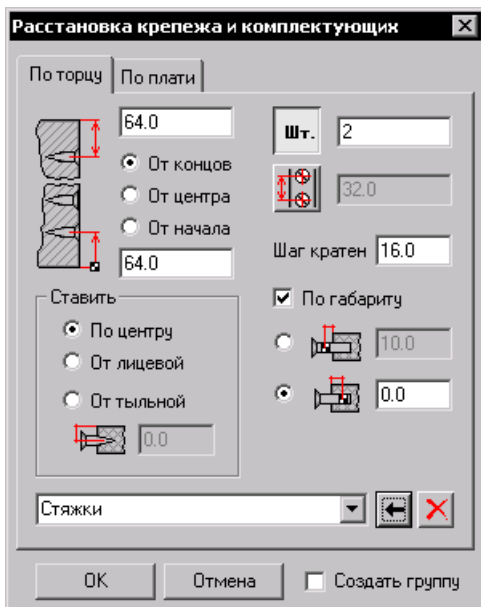 Расстановка крепежа и комплектующих
По торцу
По пласти
64.0
От концов
От центра
От начала
64.0
Шт.
2
32.0
Шаг кратен 16.0
Ставить
По центру
От лицевой
От тыльной
0.0
По габариту
10.0
0.0
Стяжки
OK
Отмена
Создать группу